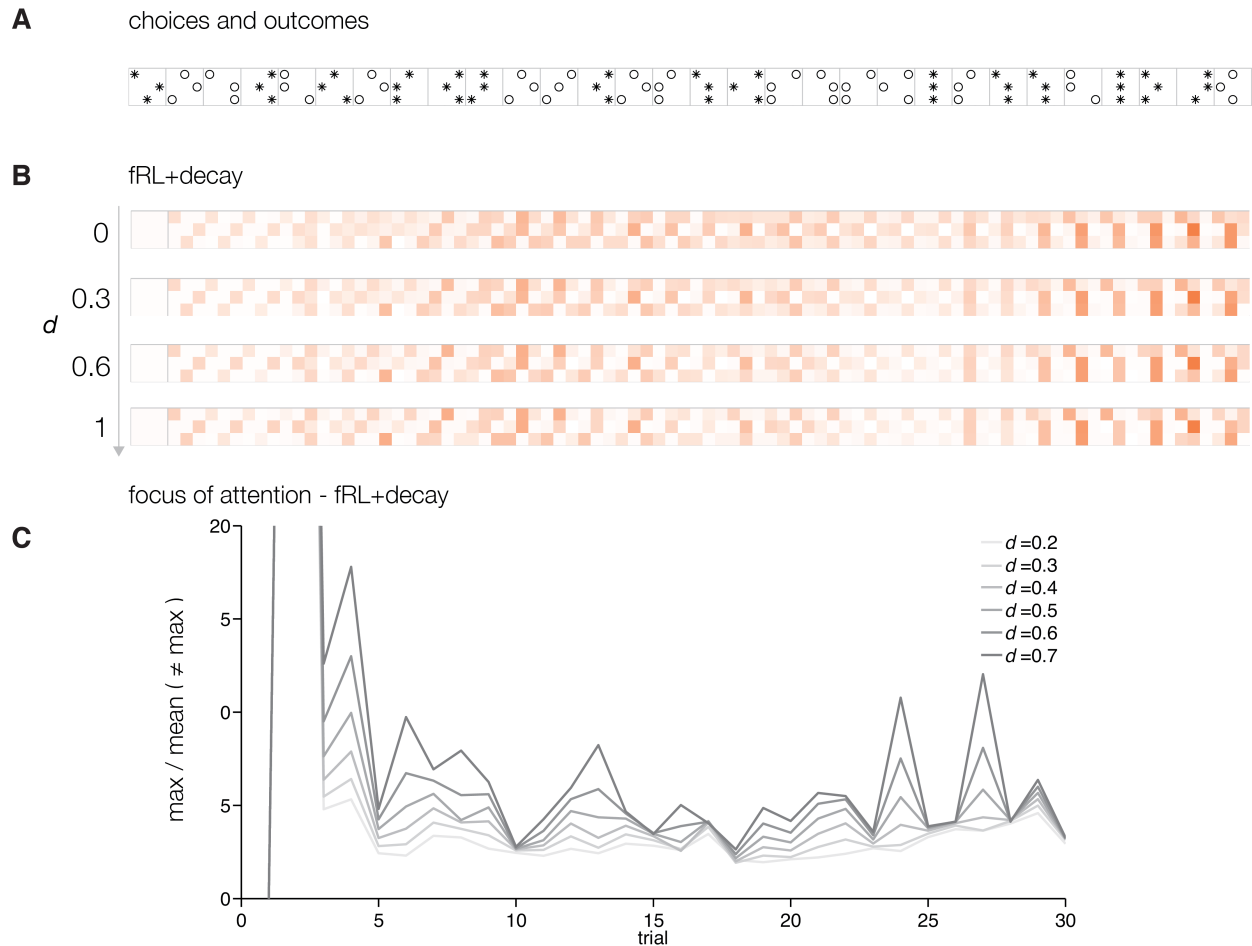 A
choices and outcomes
B
fRL+decay
0
0.3
d
0.6
1
focus of attention - fRL+decay
C
20
5
0
5
0
max / mean ( ≠ max )
d =0.2
d =0.3
d =0.4
d =0.5
d =0.6
d =0.7
0 5 10 15 20 25 30
trial